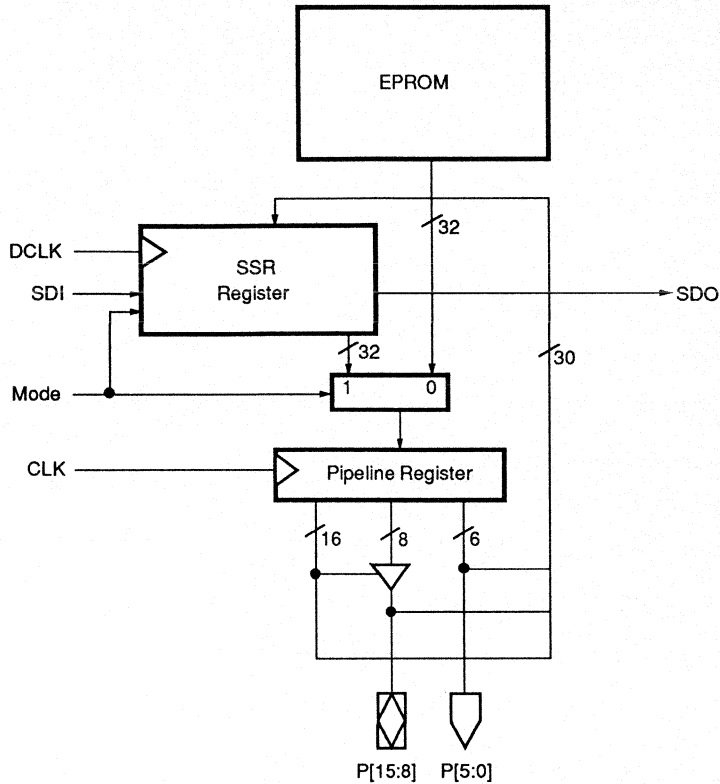 EPROM
32
DCLK
SDI
SSR
Register
SDO
32
30
Mode
1 0
CLK
Pipeline Register
16 8 6
P[15:8] P[5:0]